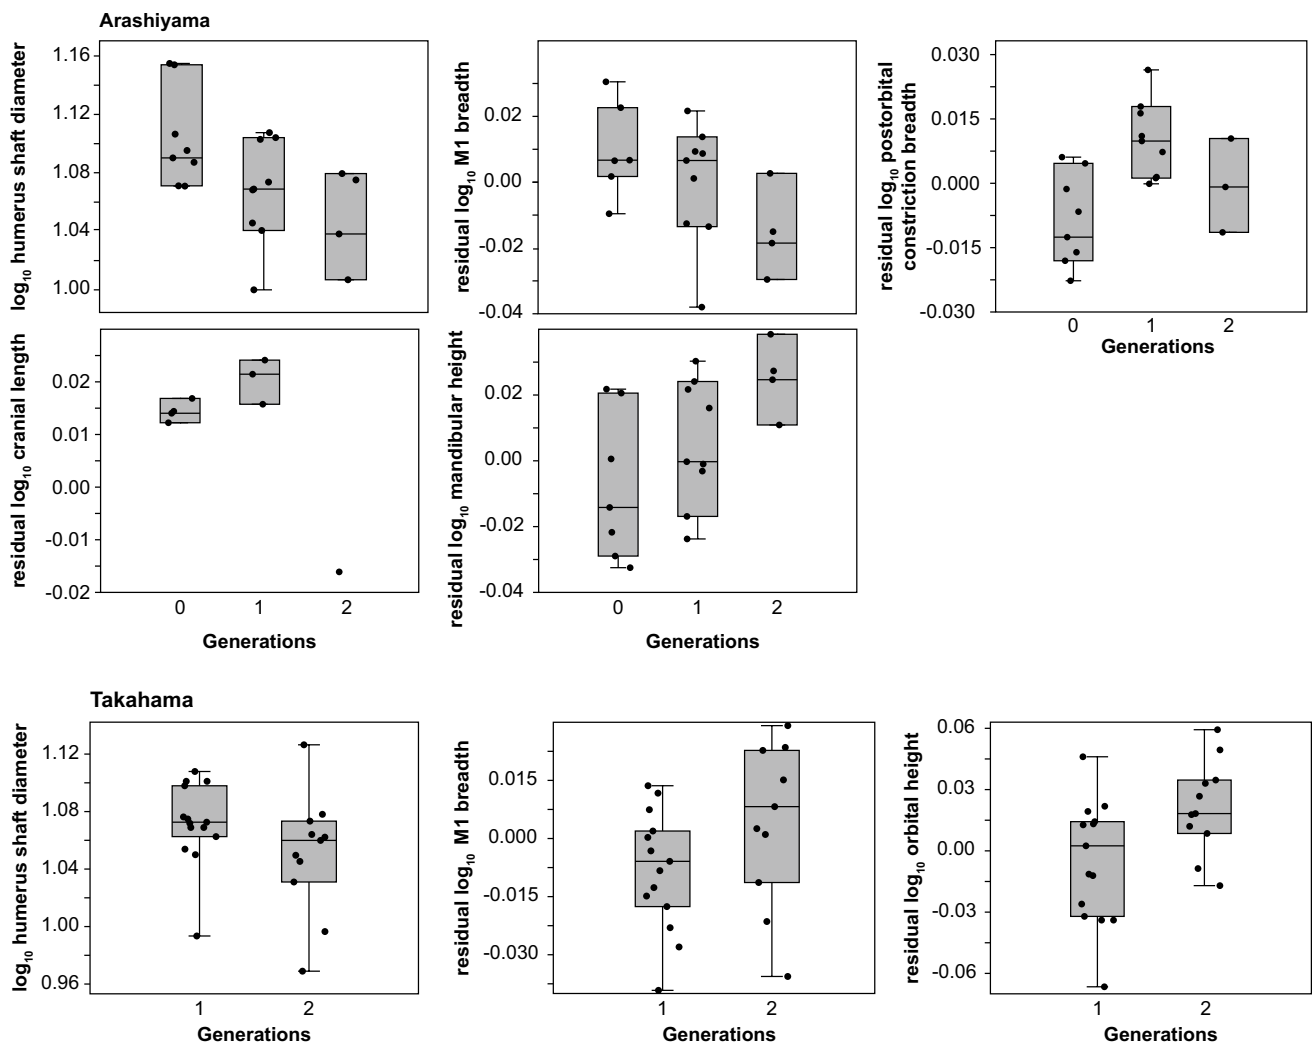 Arashiyama
log10 humerus shaft diameter
1.16
1.12
1.08
1.04
1.00
residual log10 M1 breadth
0.02
0.00
-0.02
-0.04
residual log10 postorbital
constriction breadth
0.030
0.015
0.000
-0.015
-0.030
0 1 2
Generations
residual log10 cranial length
0.02
0.01
0.00
-0.01
-0.02
0 1 2
Generations
residual log10 mandibular height
0.02
0.00
-0.02
-0.04
0 1 2
Generations
Takahama
log10 humerus shaft diameter
1.12
1.08
1.04
1.00
0.96
1 2
Generations
residual log10 M1 breadth
0.015
0.000
-0.015
-0.030
1 2
Generations
residual log10 orbital height
0.06
0.03
0.00
-0.03
-0.06
1 2
Generations